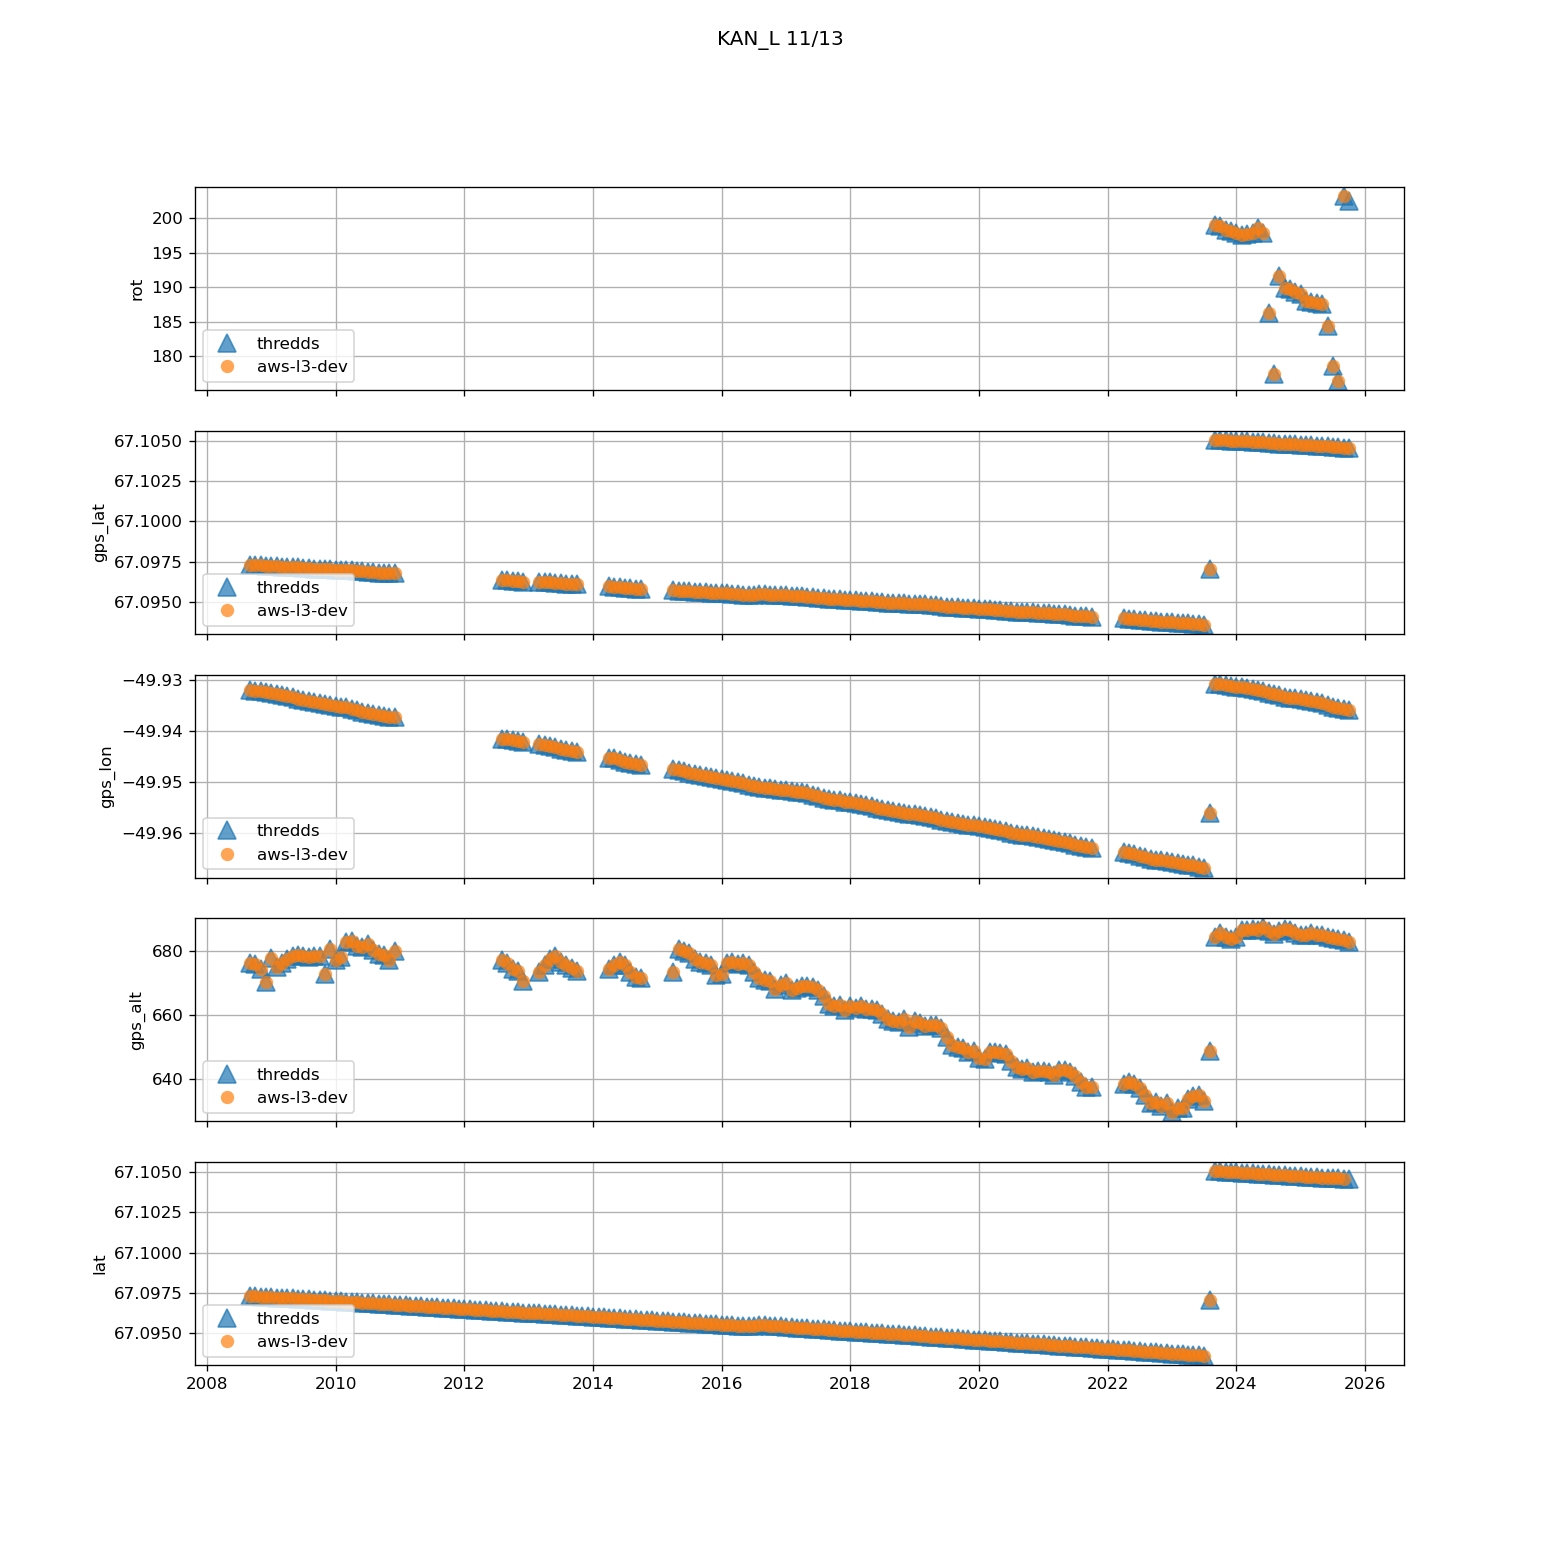 KAN_L 11/13
200
195
190
185
180
rot
thredds
aws-l3-dev
67.1050
67.1025
67.1000
67.0975
67.0950
gps_lat
thredds
aws-l3-dev
−49.93
−49.94
−49.95
−49.96
gps_lon
thredds
aws-l3-dev
680
660
640
gps_alt
thredds
aws-l3-dev
67.1050
67.1025
67.1000
67.0975
67.0950
lat
thredds
aws-l3-dev
2008 2010 2012 2014 2016 2018 2020 2022 2024 2026